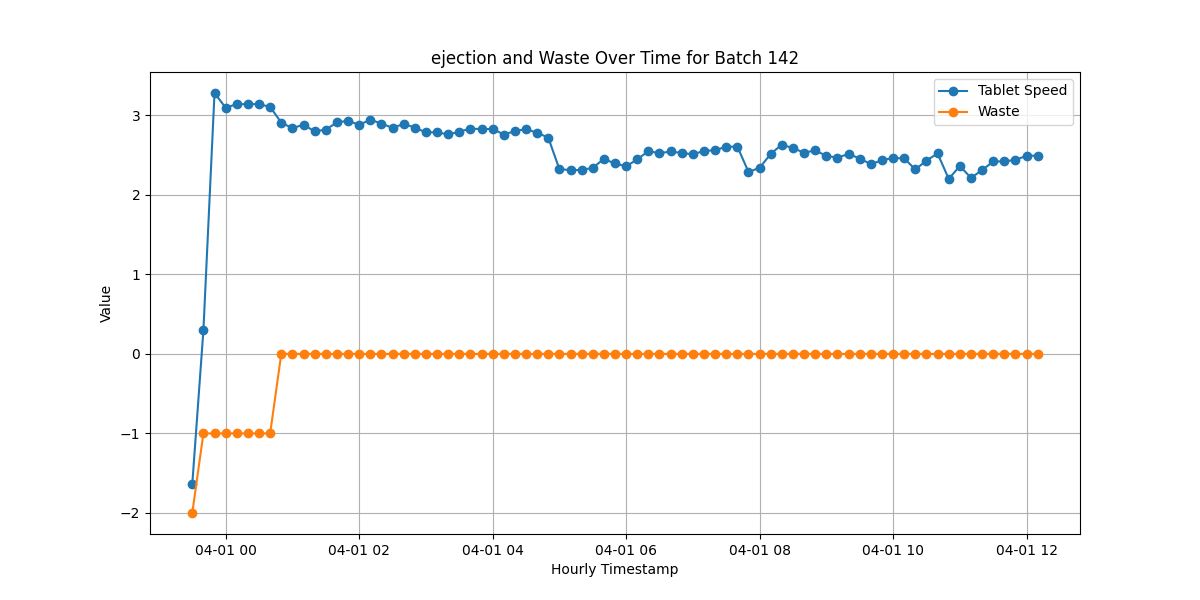 ejection and Waste Over Time for Batch 142
Tablet Speed
Waste
Value
3
2
1
0
−1
−2
04-01 00
04-01 02
04-01 04
04-01 06
04-01 08
04-01 10
04-01 12
Hourly Timestamp